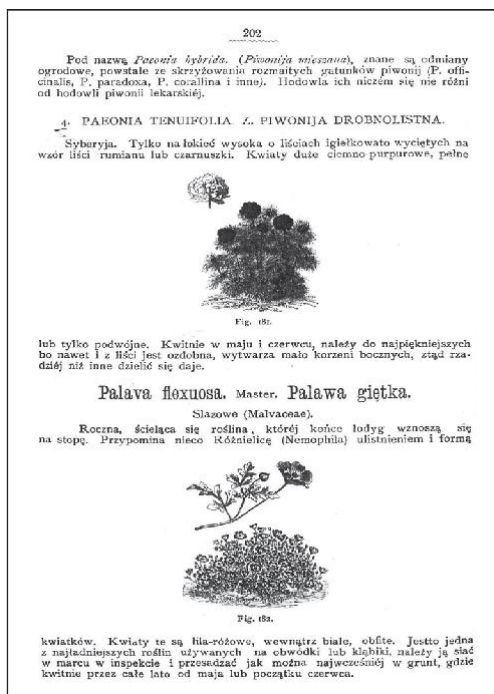 202
Pod nazwą Paeonia hybrida. (Piwonija mieszana), znane są odmiany
ogrodowe, powstałe ze skrzyżowania rozmaitych gatunków piwonij (P. offi-
cinalis, P. paradoxa, P. corallina i inne). Hodowla ich niczém się nie różni
od hodowli piwonii lekarskiéj.
4. PAEONIA TENUIFOLIA. L. PIWONIJA DROBNOLISTNA.
Syberyja. Tylko na łokieć wysoka o liściach igiełkowato wyciętych na
wzór liści rumianu lub czarnuszki. Kwiaty duże ciemno-purpurowe, pełne
Fig. 181.
lub tylko podwójne. Kwitnie w maju i czerwcu, należy do najpiękniejszych
bo nawet i z liści jest ozdobna, wytwarza mało korzeni bocznych, ztąd rza-
dziéj niż inne dzielić się daje.
Palava flexuosa. Master. Palawa giętka.
Slazowe (Malvaceae).
Roczna, ścieląca się roślina, któréj końce łodyg wznoszą się
na stopę. Przypomina nieco Różnielicę (Nemophila) ulistnieniem i formą
Fig. 182.
kwiatków. Kwiaty te są lila-różowe, wewnątrz białe, obfite. Jestto jedna
z najładniejszych roślin używanych na obwódki lub kłąbiki, należy ją siać
w marcu w inspekcie i przesadzać jak można najwcześniéj w grunt, gdzie
kwitnie przez całe lato od maja lub początku czerwca.